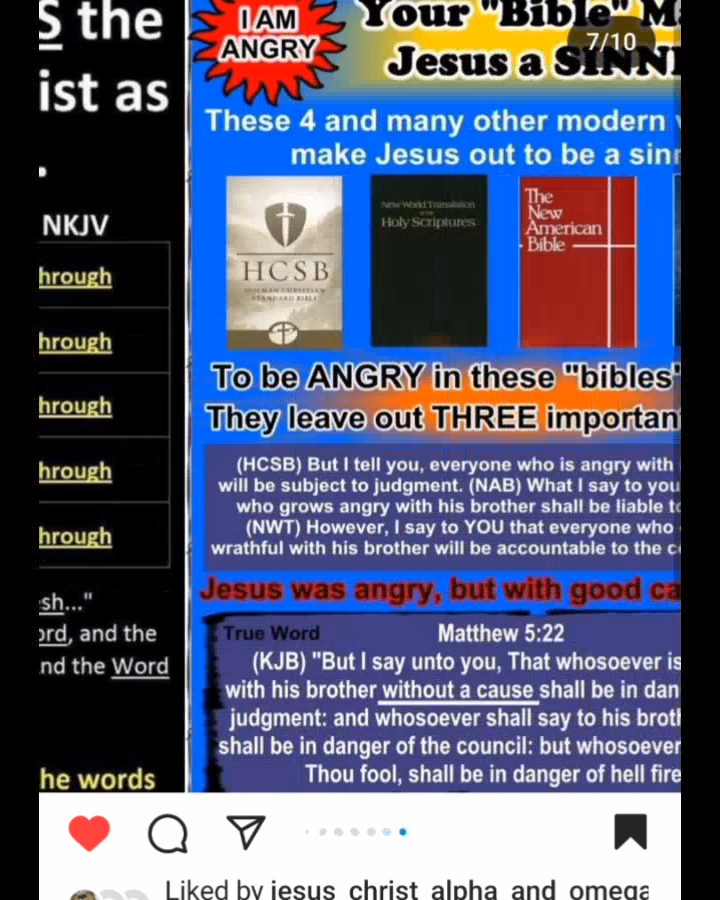 S the
ist as
.
NKJV
hrough
hrough
hrough
hrough
hrough
sh..."
ord, and the
nd the Word
he words
I AM
ANGRY
Your "Bible" M
7/10
Jesus a SINN
These 4 and many other modern
make Jesus out to be a sin
HCSB
HOLMAN CHRISTIAN
STANDARD BIBLE
New World Translation
of the
Holy Scriptures
The
New
American
Bible
To be ANGRY in these "bibles"
They leave out THREE importan
(HCSB) But I tell you, everyone who is angry with
will be subject to judgment. (NAB) What I say to you
who grows angry with his brother shall be liable t
(NWT) However, I say to YOU that everyone who
wrathful with his brother will be accountable to the c
Jesus was angry, but with good ca
True Word
Matthew 5:22
(KJB) "But I say unto you, That whosoever is
with his brother without a cause shall be in dan
judgment: and whosoever shall say to his brot
shall be in danger of the council: but whosoever
Thou fool, shall be in danger of hell fire
Liked by jesus_christ_alpha_and_omega